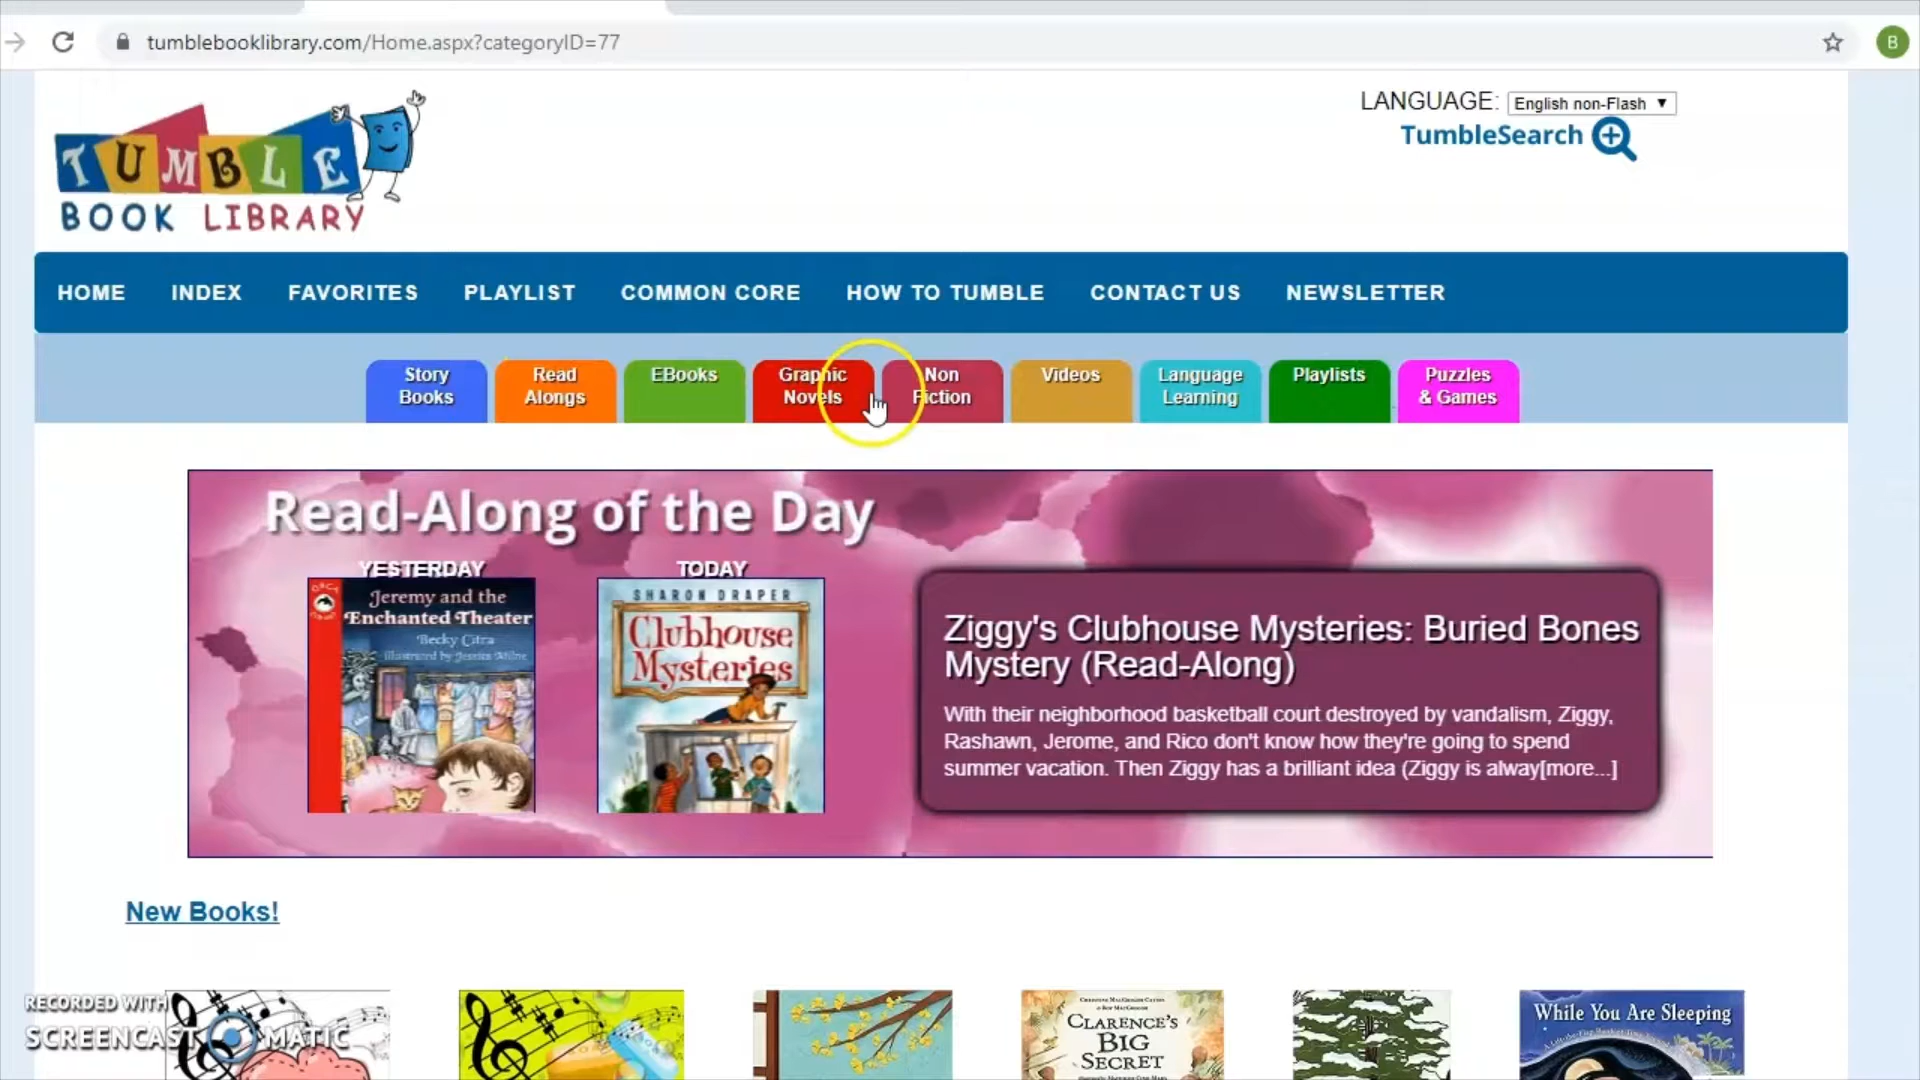 tumblebooklibrary.com/Home.aspx?categoryID=77
B
LANGUAGE: English non-Flash
TumbleSearch
TUMBLE
BOOK LIBRARY
HOME INDEX FAVORITES PLAYLIST COMMON CORE HOW TO TUMBLE CONTACT US NEWSLETTER
Story Books
Read Alongs
EBooks
Graphic Novels
Non Fiction
Videos
Language Learning
Playlists
Puzzles & Games
Read-Along of the Day
YESTERDAY
Jeremy and the
Enchanted Theater
Becky Citra
illustrated by Jessica Milne
TODAY
SHARON DRAPER
Clubhouse
Mysteries
Ziggy's Clubhouse Mysteries: Buried Bones
Mystery (Read-Along)
With their neighborhood basketball court destroyed by vandalism, Ziggy,
Rashawn, Jerome, and Rico don't know how they're going to spend
summer vacation. Then Ziggy has a brilliant idea (Ziggy is alway[more...]
New Books!
CLARENCE'S
BIG
SECRET
While You Are Sleeping
RECORDED WITH
SCREENCAST MATIC